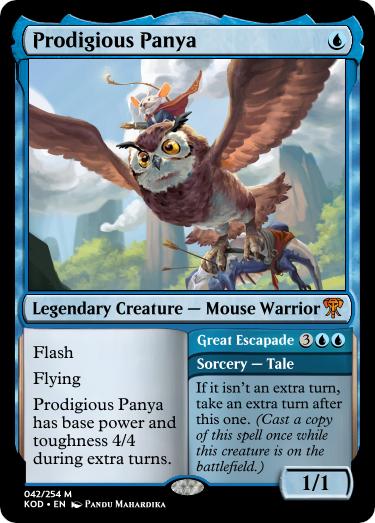 Prodigious Panya
Legendary Creature — Mouse Warrior
Flash
Flying
Prodigious Panya
has base power and
toughness 4/4
during extra turns.
Great Escapade 3
Sorcery — Tale
If it isn't an extra turn,
take an extra turn after
this one. (Cast a copy
of this spell once while
this creature is on the
battlefield.)
1/1
042/254 M
KOD • EN Pandu Mahardika